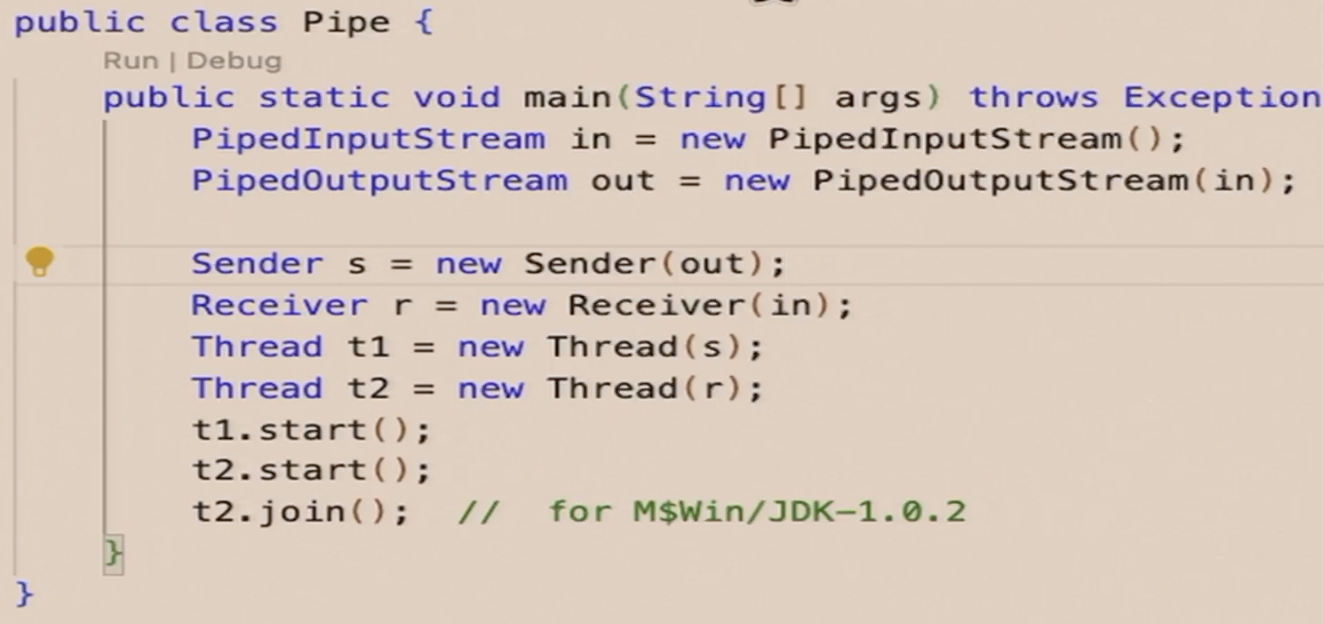 public class Pipe {
Run | Debug
public static void main(String[] args) throws Exception
PipedInputStream in = new PipedInputStream();
PipedOutputStream out = new PipedOutputStream(in);
Sender s = new Sender(out);
Receiver r = new Receiver(in);
Thread t1 = new Thread(s);
Thread t2 = new Thread(r);
t1.start();
t2.start();
t2.join();  //  for M$Win/JDK-1.0.2
}
}